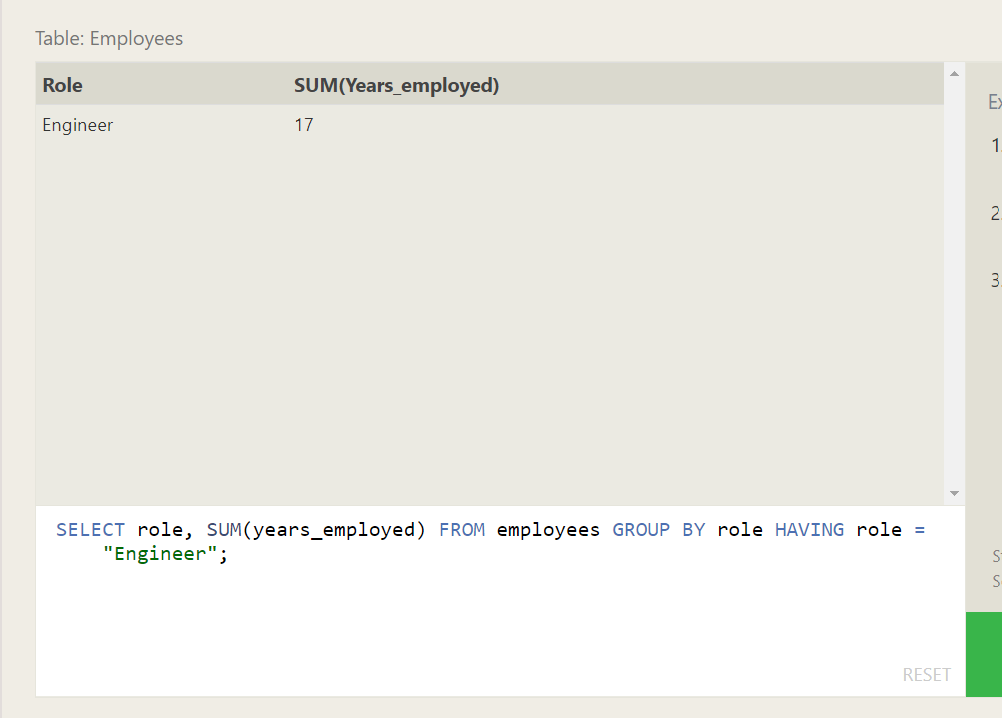 Table: Employees
Role SUM(Years_employed)
Engineer 17
SELECT role, SUM(years_employed) FROM employees GROUP BY role HAVING role =
"Engineer";
RESET
1.
2
3